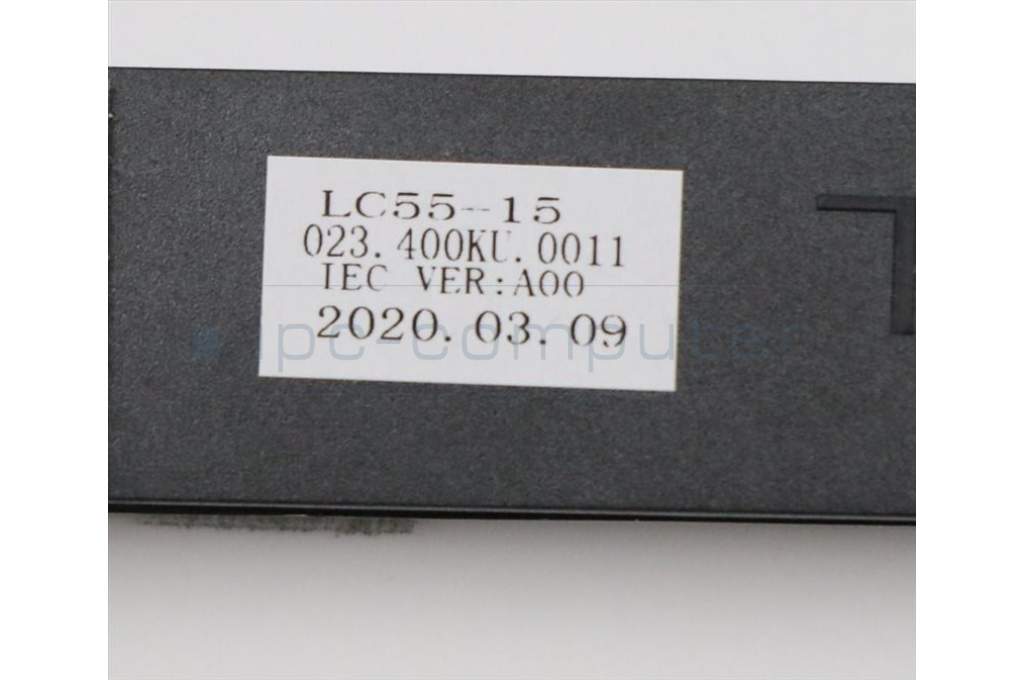 LC55-15
023.400KU.0011
IEC VER:A00
2020.03.09
ipc-computer